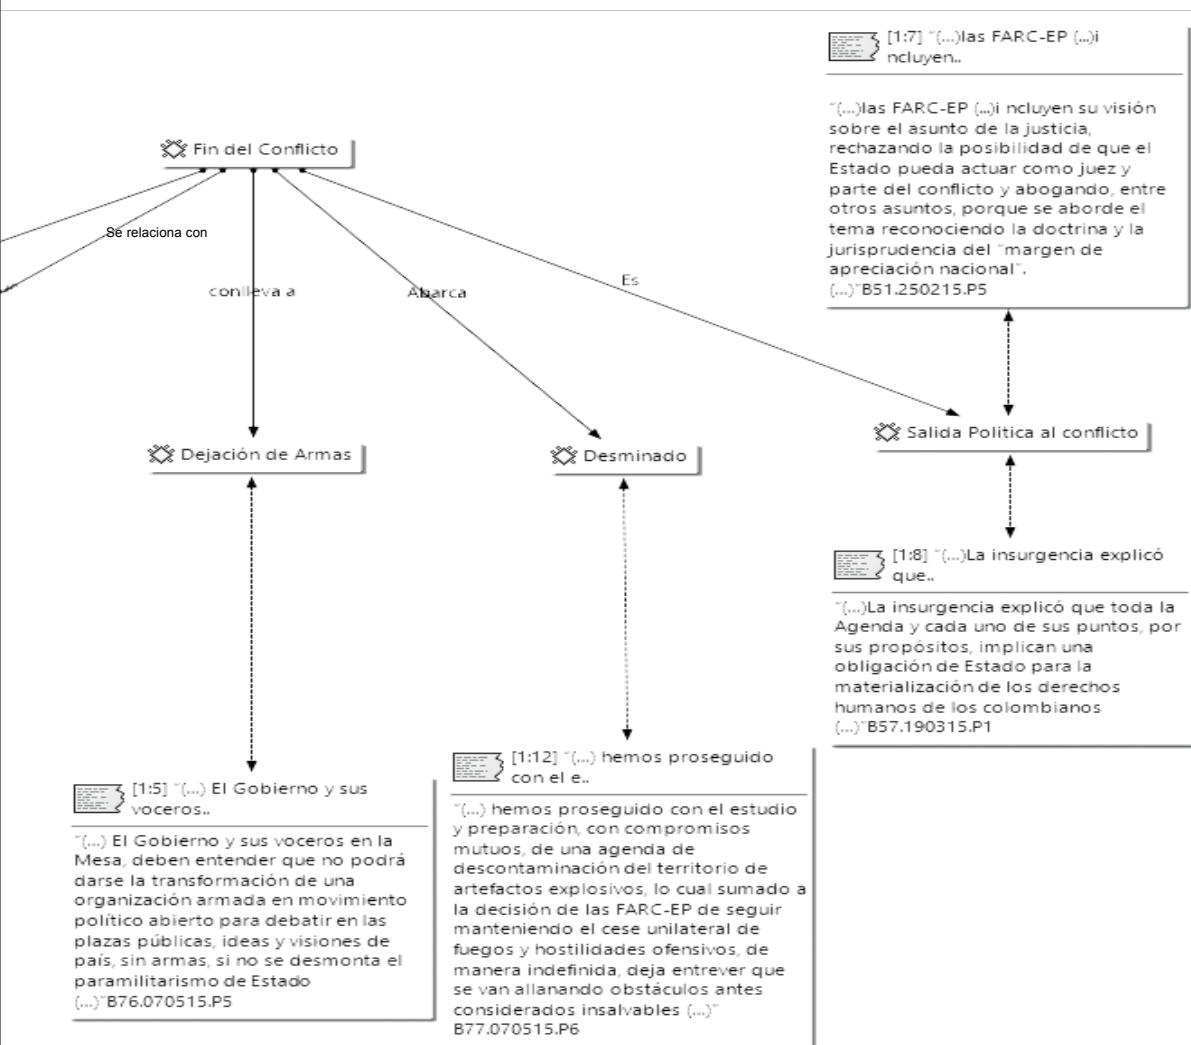 [1:7] ¨(...)las FARC-EP (...)i
ncluyen..
¨(...)las FARC-EP (...)i ncluyen su visión
sobre el asunto de la justicia,
rechazando la posibilidad de que el
Estado pueda actuar como juez y
parte del conflicto y abogando, entre
otros asuntos, porque se aborde el
tema reconociendo la doctrina y la
jurisprudencia del ¨margen de
apreciación nacional¨.
(...)¨B51.250215.P5
Fin del Conflicto
Se relaciona con
conlleva a
Abarca
Es
Dejación de Armas
Desminado
Salida Politica al conflicto
[1:8] ¨(...)La insurgencia explicó
que..
¨(...)La insurgencia explicó que toda la
Agenda y cada uno de sus puntos, por
sus propósitos, implican una
obligación de Estado para la
materialización de los derechos
humanos de los colombianos
(...)¨B57.190315.P1
[1:12] ¨(...) hemos proseguido
con el e..
¨(...) hemos proseguido con el estudio
y preparación, con compromisos
mutuos, de una agenda de
descontaminación del territorio de
artefactos explosivos, lo cual sumado a
la decisión de las FARC-EP de seguir
manteniendo el cese unilateral de
fuegos y hostilidades ofensivos, de
manera indefinida, deja entrever que
se van allanando obstáculos antes
considerados insalvables (...)¨
B77.070515.P6
[1:5] ¨(...) El Gobierno y sus
voceros..
¨(...) El Gobierno y sus voceros en la
Mesa, deben entender que no podrá
darse la transformación de una
organización armada en movimiento
político abierto para debatir en las
plazas públicas, ideas y visiones de
país, sin armas, si no se desmonta el
paramilitarismo de Estado
(...)¨B76.070515.P5